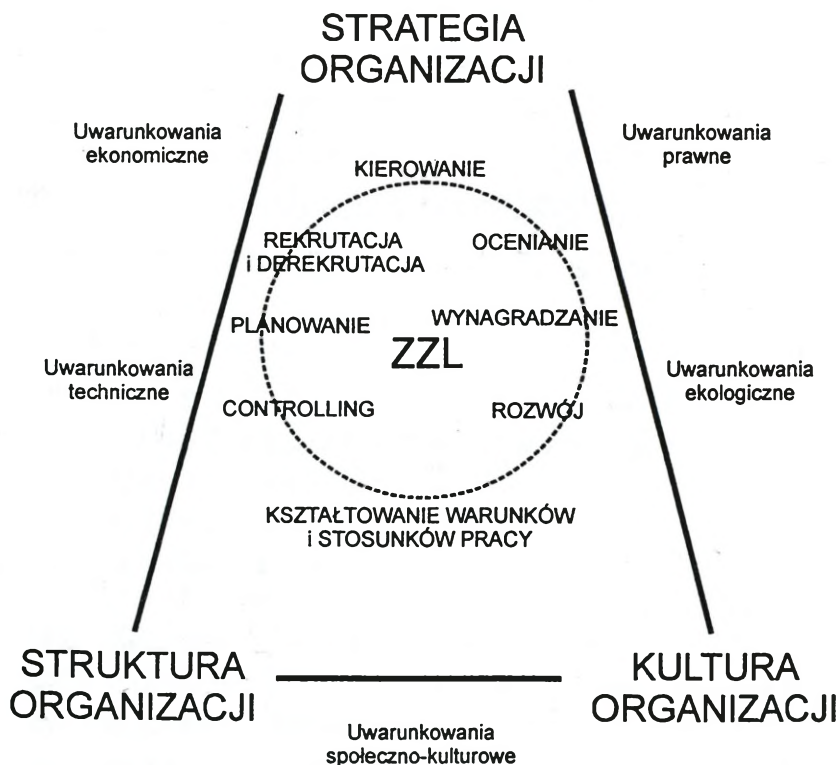 STRATEGIA
ORGANIZACJI
Uwarunkowania
ekonomiczne
Uwarunkowania
prawne
KIEROWANIE
REKRUTACJA
i DEREKRUTACJA
OCENIANIE
PLANOWANIE
WYNAGRADZANIE
ZZL
Uwarunkowania
techniczne
Uwarunkowania
ekologiczne
CONTROLLING
ROZWÓJ
KSZTAŁTOWANIE WARUNKÓW
i STOSUNKÓW PRACY
STRUKTURA
ORGANIZACJI
KULTURA
ORGANIZACJI
Uwarunkowania
społeczno-kulturowe